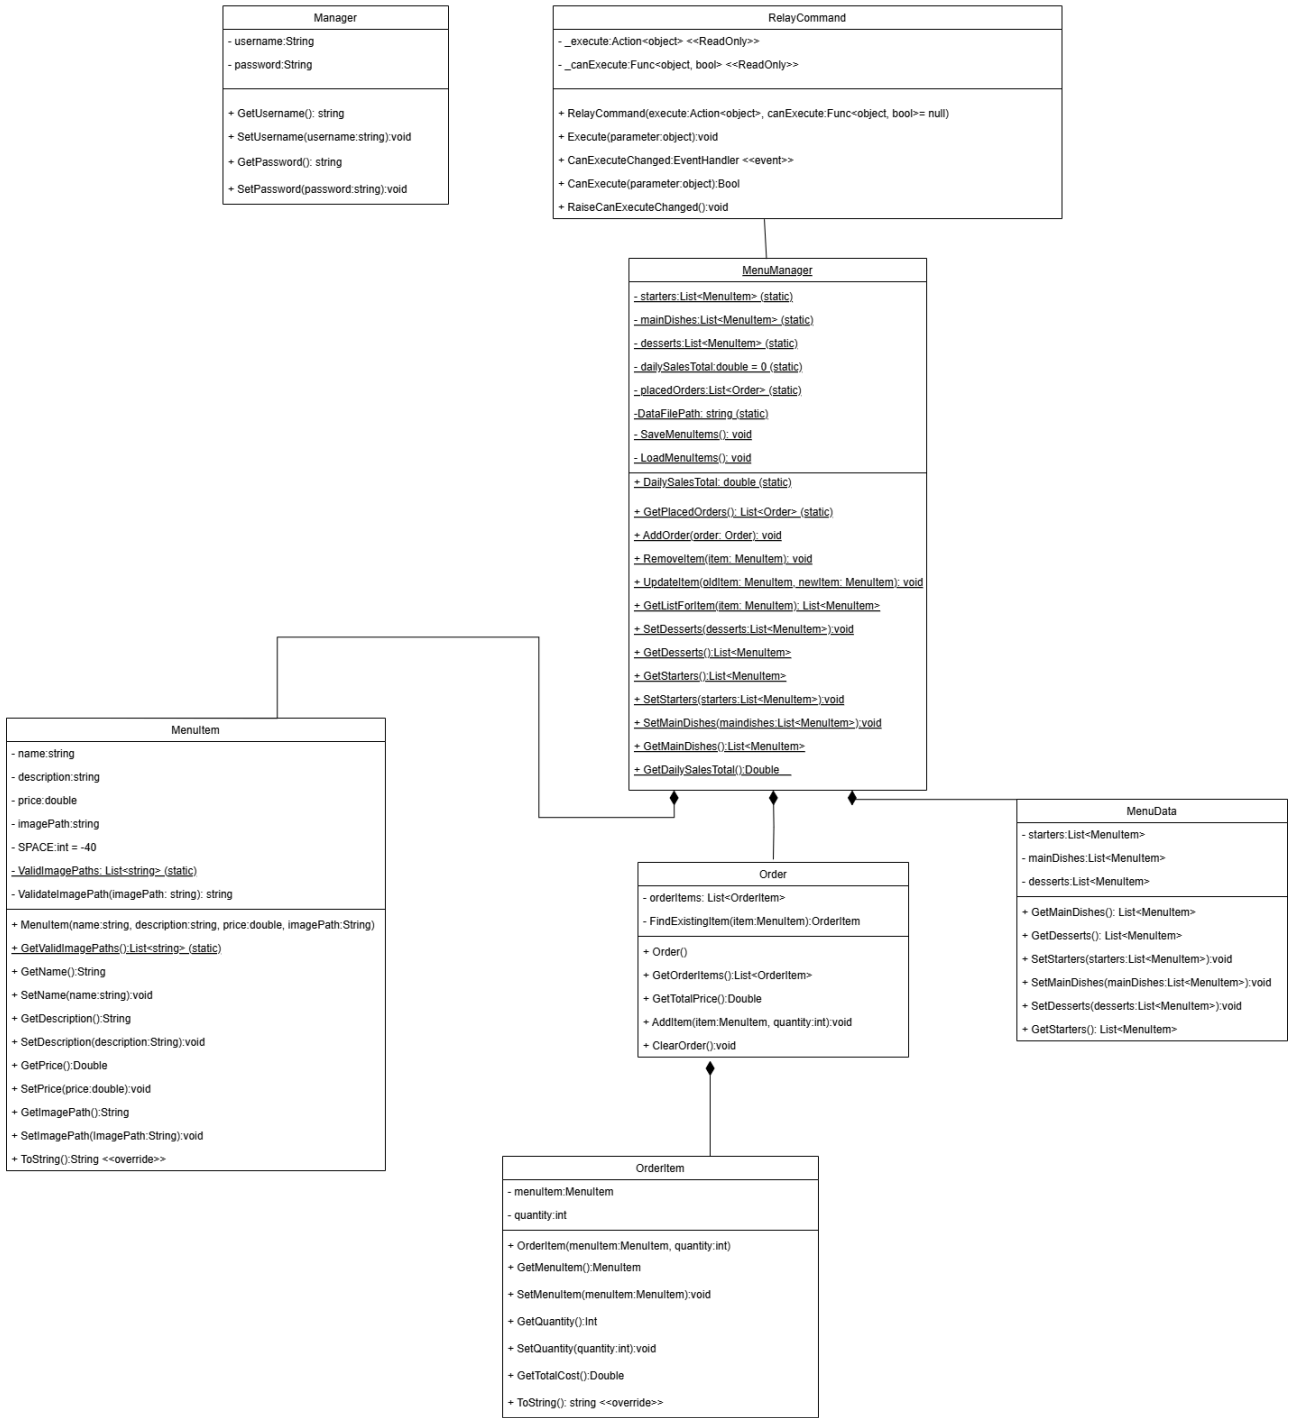 Manager
- username:String
- password:String
+ GetUsername(): string
+ SetUsername(username:string):void
+ GetPassword(): string
+ SetPassword(password:string):void
RelayCommand
- _execute:Action<object> <<ReadOnly>>
- _canExecute:Func<object, bool> <<ReadOnly>>
+ RelayCommand(execute:Action<object>, canExecute:Func<object, bool>= null)
+ Execute(parameter:object):void
+ CanExecuteChanged:EventHandler <<event>>
+ CanExecute(parameter:object):Bool
+ RaiseCanExecuteChanged():void
MenuManager
- starters:List<MenuItem> (static)
- mainDishes:List<MenuItem> (static)
- desserts:List<MenuItem> (static)
- dailySalesTotal:double = 0 (static)
- placedOrders:List<Order> (static)
-DataFilePath: string (static)
- SaveMenuItems(): void
- LoadMenuItems(): void
+ DailySalesTotal: double (static)
+ GetPlacedOrders(): List<Order> (static)
+ AddOrder(order: Order): void
+ RemoveItem(item: MenuItem): void
+ UpdateItem(oldItem: MenuItem, newItem: MenuItem): void
+ GetListForItem(item: MenuItem): List<MenuItem>
+ SetDesserts(desserts:List<MenuItem>):void
+ GetDesserts():List<MenuItem>
+ GetStarters():List<MenuItem>
+ SetStarters(starters:List<MenuItem>):void
+ SetMainDishes(maindishes:List<MenuItem>):void
+ GetMainDishes():List<MenuItem>
+ GetDailySalesTotal():Double
MenuItem
- name:string
- description:string
- price:double
- imagePath:string
- SPACE:int = -40
- ValidImagePaths: List<string> (static)
- ValidateImagePath(imagePath: string): string
+ MenuItem(name:string, description:string, price:double, imagePath:String)
+ GetValidImagePaths():List<string> (static)
+ GetName():String
+ SetName(name:string):void
+ GetDescription():String
+ SetDescription(description:String):void
+ GetPrice():Double
+ SetPrice(price:double):void
+ GetImagePath():String
+ SetImagePath(ImagePath:String):void
+ ToString():String <<override>>
Order
- orderItems: List<OrderItem>
- FindExistingItem(item:MenuItem):OrderItem
+ Order()
+ GetOrderItems():List<OrderItem>
+ GetTotalPrice():Double
+ AddItem(item:MenuItem, quantity:int):void
+ ClearOrder():void
MenuData
- starters:List<MenuItem>
- mainDishes:List<MenuItem>
- desserts:List<MenuItem>
+ GetMainDishes(): List<MenuItem>
+ GetDesserts(): List<MenuItem>
+ SetStarters(starters:List<MenuItem>):void
+ SetMainDishes(mainDishes:List<MenuItem>):void
+ SetDesserts(desserts:List<MenuItem>):void
+ GetStarters(): List<MenuItem>
OrderItem
- menuItem:MenuItem
- quantity:int
+ OrderItem(menuItem:MenuItem, quantity:int)
+ GetMenuItem():MenuItem
+ SetMenuItem(menuItem:MenuItem):void
+ GetQuantity():Int
+ SetQuantity(quantity:int):void
+ GetTotalCost():Double
+ ToString(): string <<override>>